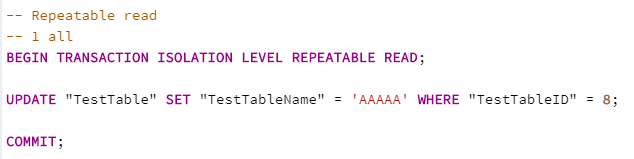 -- Repeatable read
-- 1 all
BEGIN TRANSACTION ISOLATION LEVEL REPEATABLE READ;
UPDATE "TestTable" SET "TestTableName" = 'AAAAA' WHERE "TestTableID" = 8;
COMMIT;